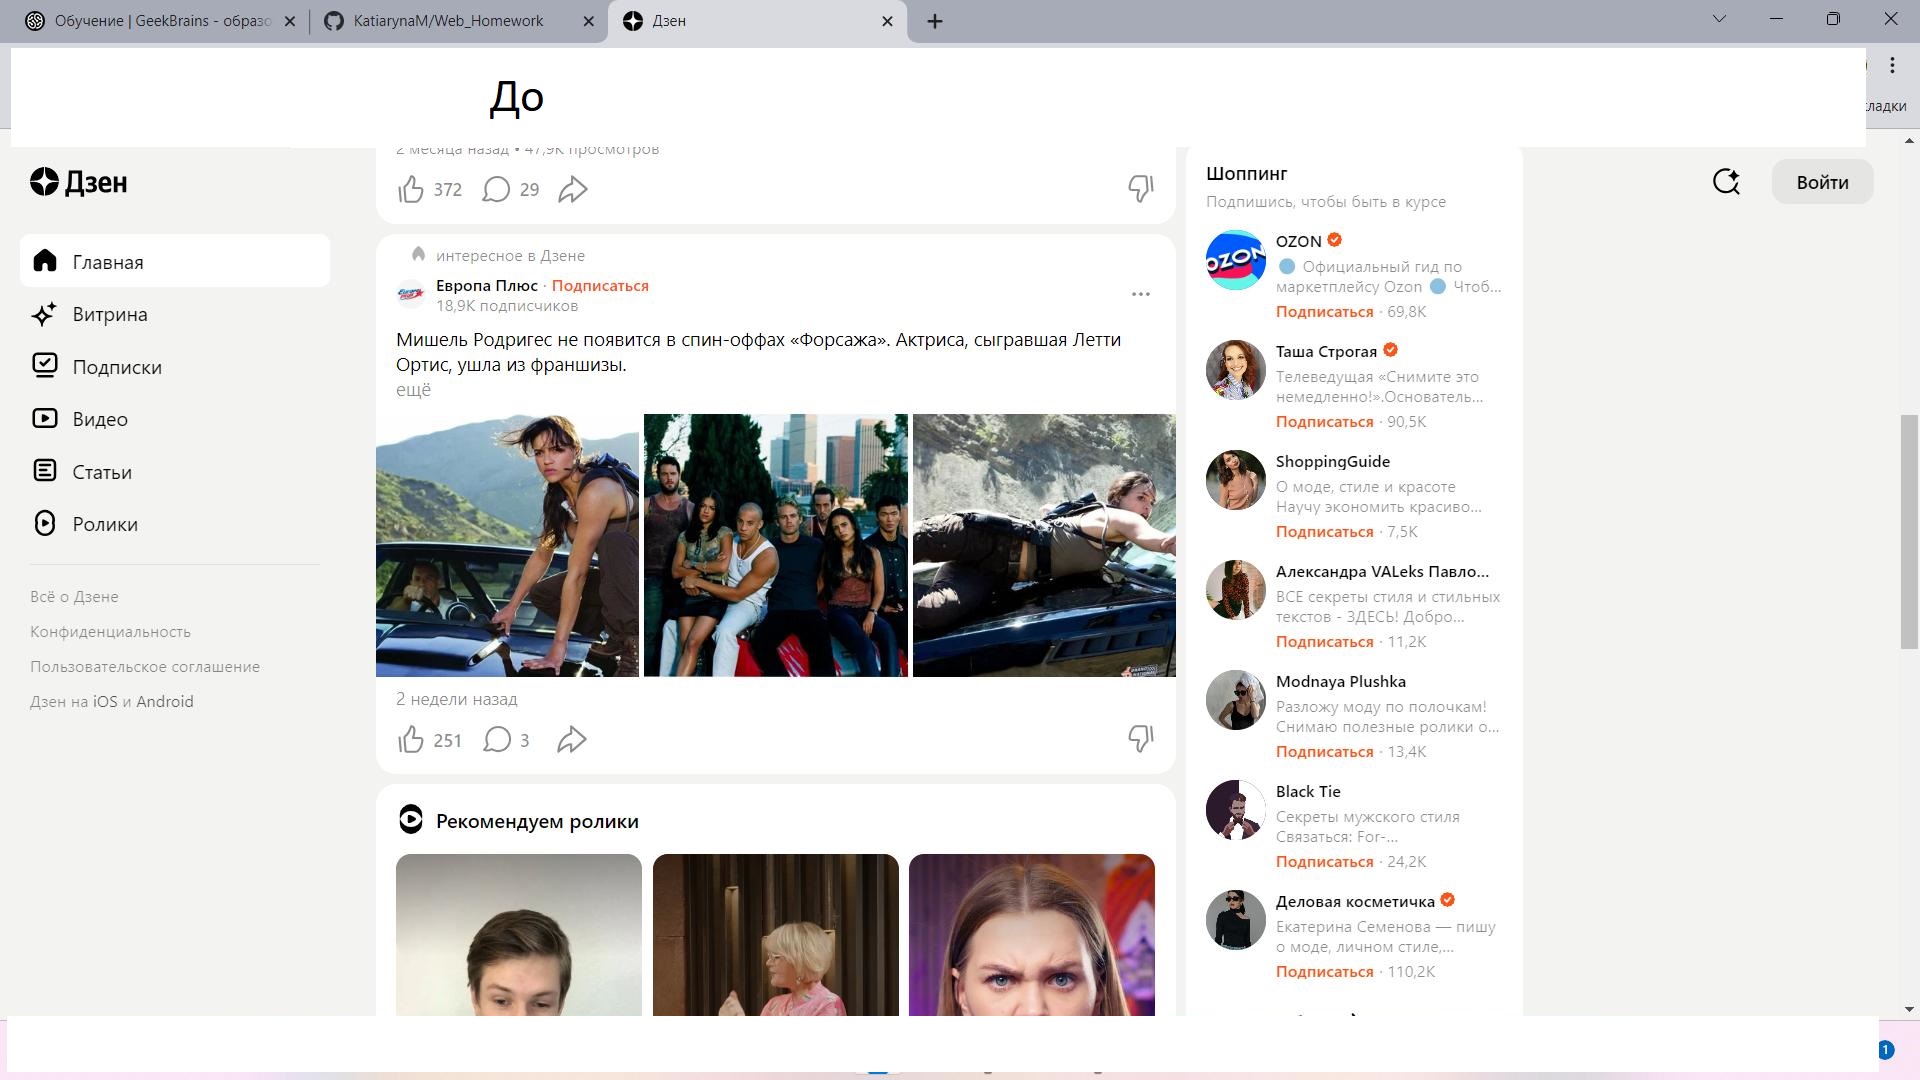 Обучение | GeekBrains - образо
KatiarynaM/Web_Homework
Дзен
До
ладки
2 месяца назад • 47,9K просмотров
372
29
Дзен
Главная
Витрина
Подписки
Видео
Статьи
Ролики
Всё о Дзене
Конфиденциальность
Пользовательское соглашение
Дзен на iOS и Android
интересное в Дзене
Европа Плюс · Подписаться
18,9K подписчиков
Мишель Родригес не появится в спин-оффах «Форсажа». Актриса, сыгравшая Летти
Ортис, ушла из франшизы.
ещё
2 недели назад
251
3
Рекомендуем ролики
Шоппинг
Подпишись, чтобы быть в курсе
OZON
OZON
Официальный гид по
маркетплейсу Ozon Чтоб...
Подписаться · 69,8K
Таша Строгая
Телеведущая «Снимите это
немедленно!».Основатель...
Подписаться · 90,5K
ShoppingGuide
О моде, стиле и красоте
Научу экономить красиво...
Подписаться · 7,5K
Александра VALeks Павло...
ВСЕ секреты стиля и стильных
текстов - ЗДЕСЬ! Добро...
Подписаться · 11,2K
Modnaya Plushka
Разложу моду по полочкам!
Снимаю полезные ролики о...
Подписаться · 13,4K
Black Tie
Секреты мужского стиля
Связаться: For-...
Подписаться · 24,2K
Деловая косметичка
Екатерина Семенова — пишу
о моде, личном стиле,...
Подписаться · 110,2K
Войти
1